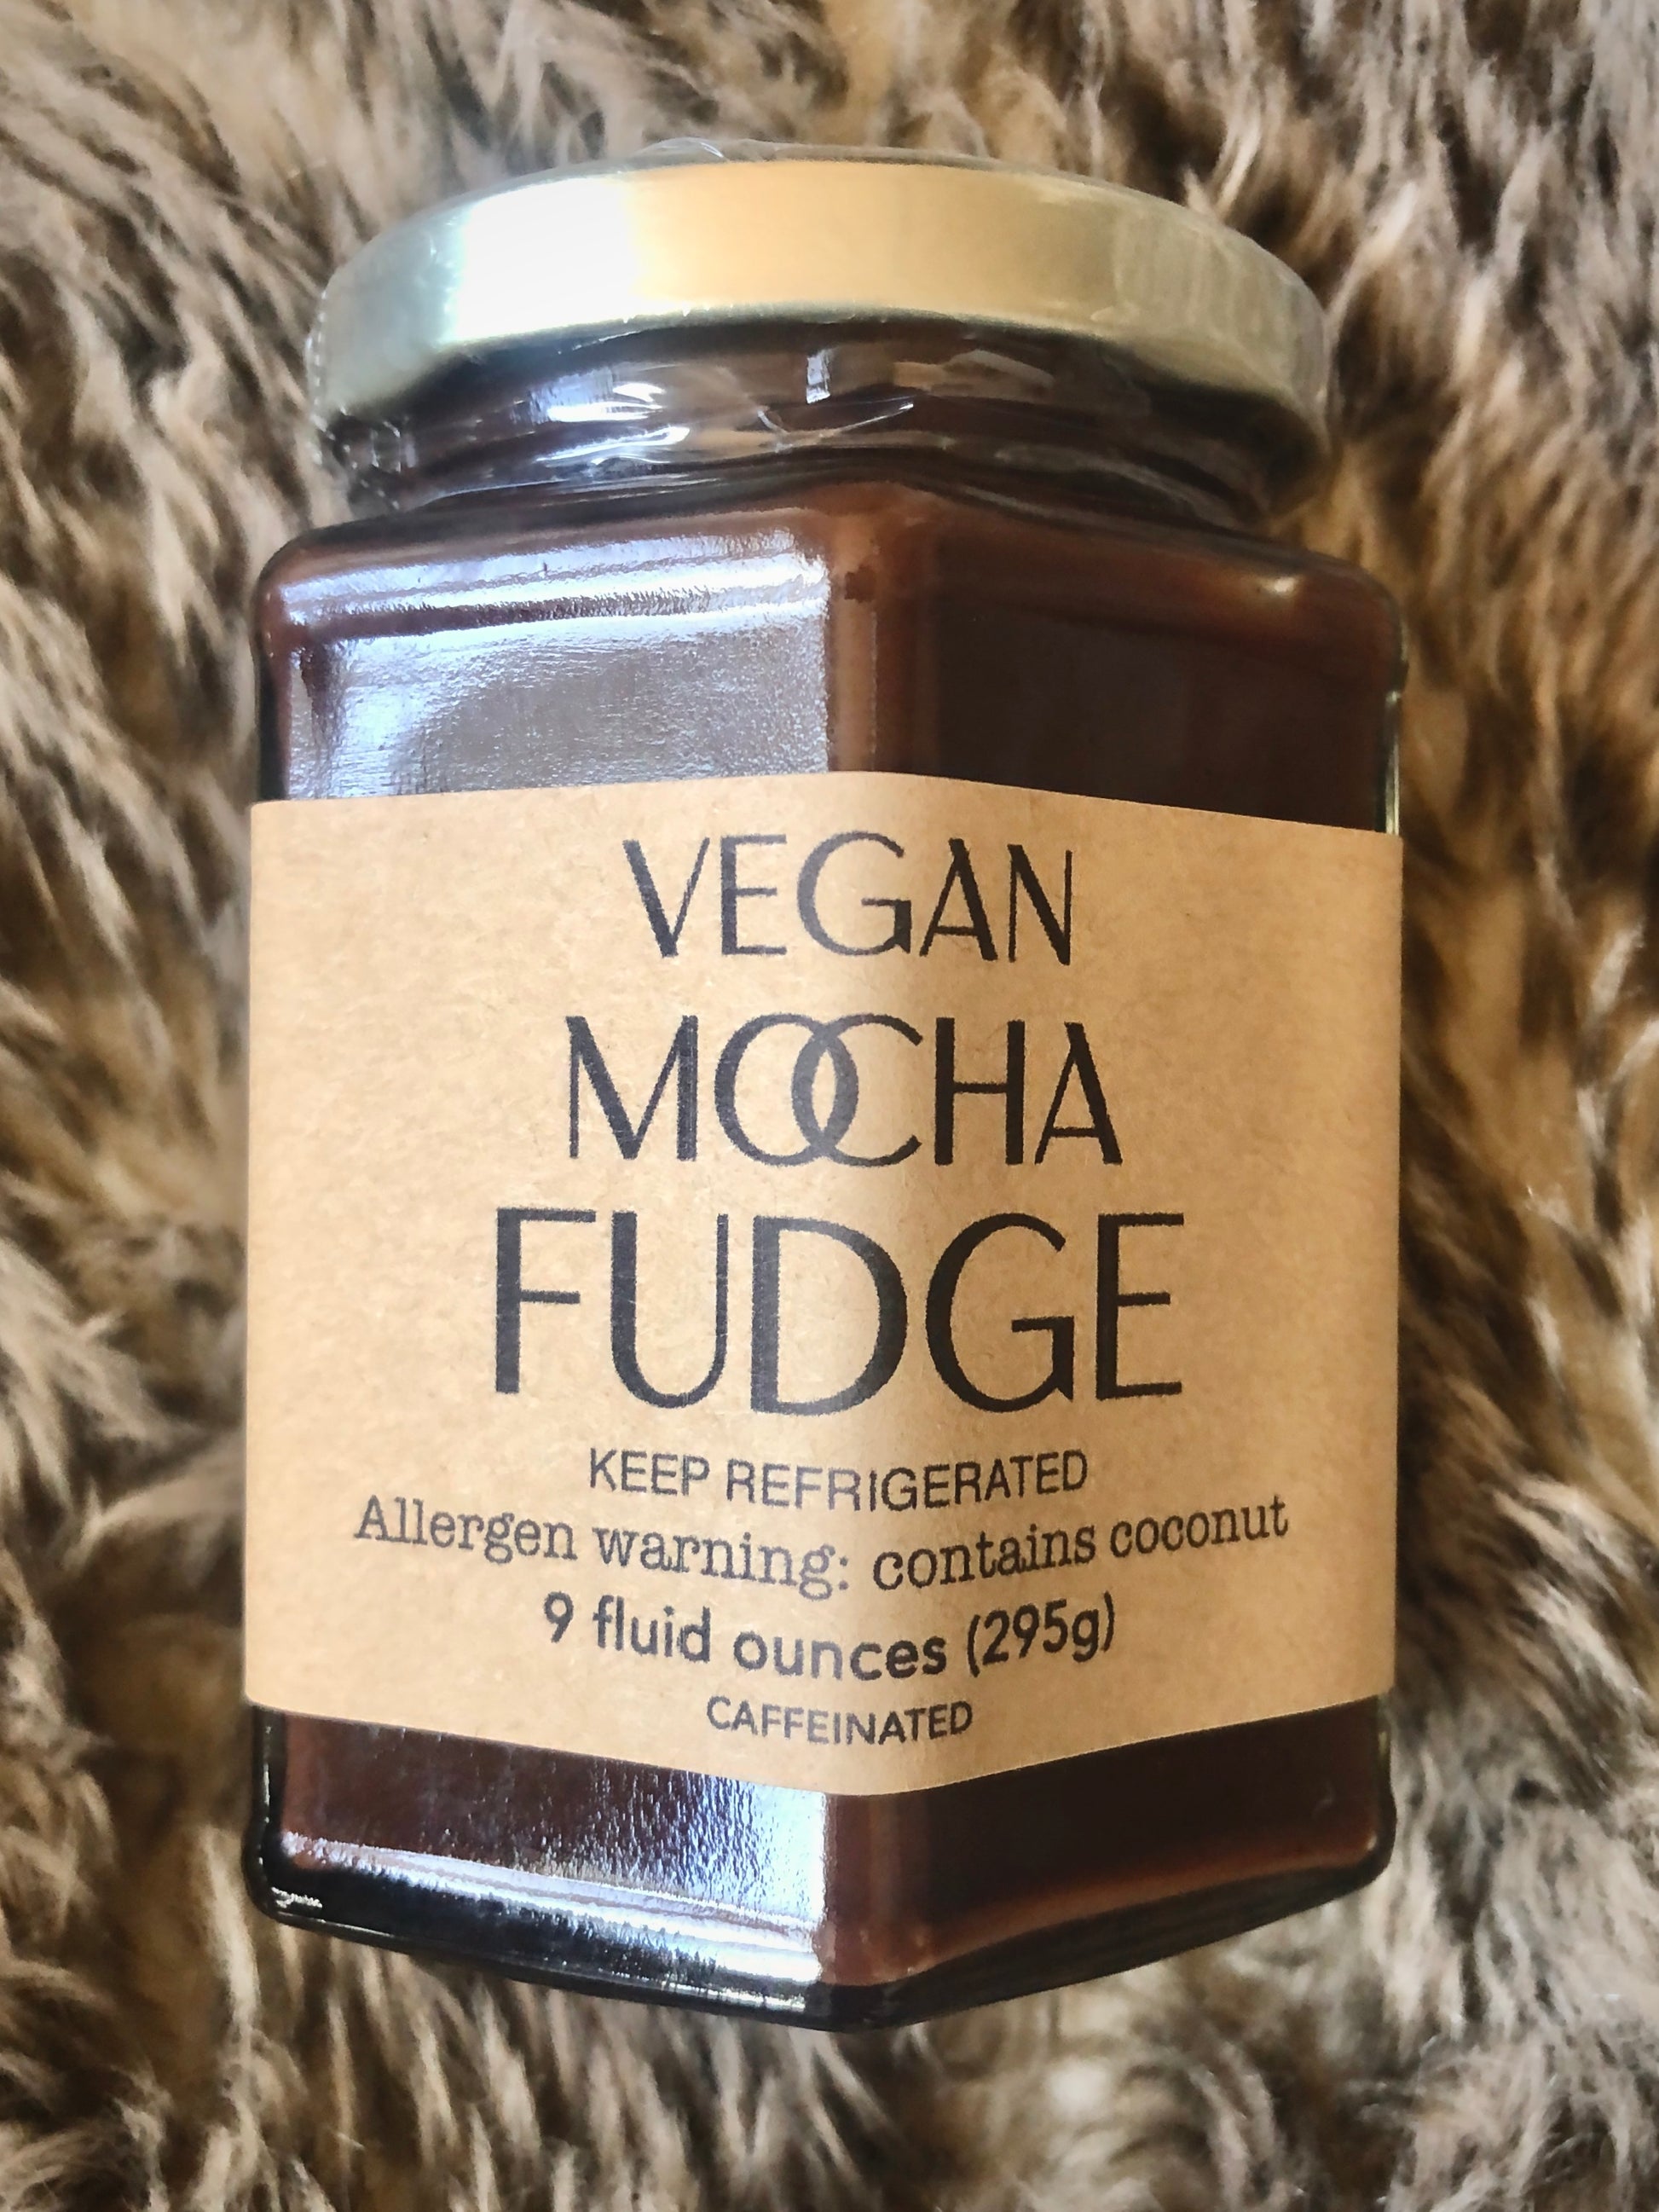 VEGAN
MOCHA
FUDGE
KEEP REFRIGERATED
Allergen warning: contains coconut
9 fluid ounces (295g)
CAFFEINATED